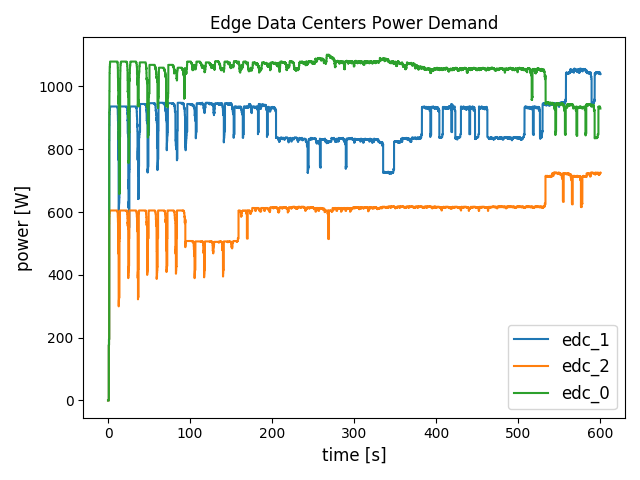 Edge Data Centers Power Demand
power [W]
1000
800
600
400
200
0
0 100 200 300 400 500 600
time [s]
edc_1
edc_2
edc_0